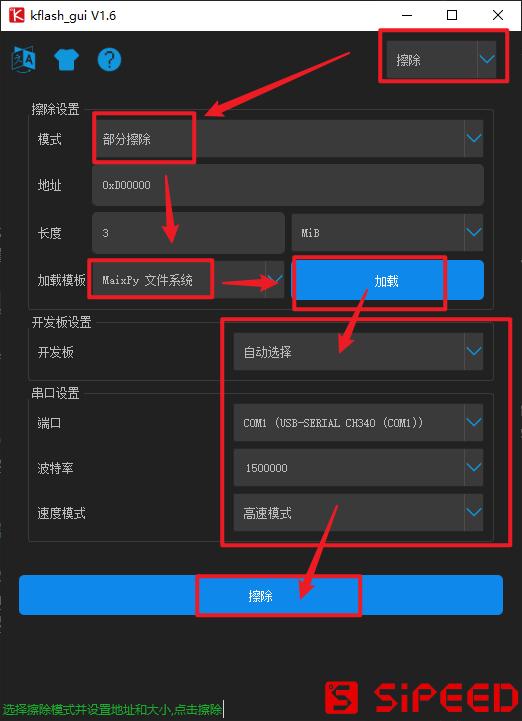 kflash_gui V1.6
擦除
擦除设置
模式 部分擦除
地址 0xD00000
长度 3 MiB
加载模板 MaixPy 文件系统 加载
开发板设置
开发板 自动选择
串口设置
端口 COM1 (USB-SERIAL CH340 (COM1))
波特率 1500000
速度模式 高速模式
擦除
SiPEED
选择擦除模式并设置地址和大小,点击擦除